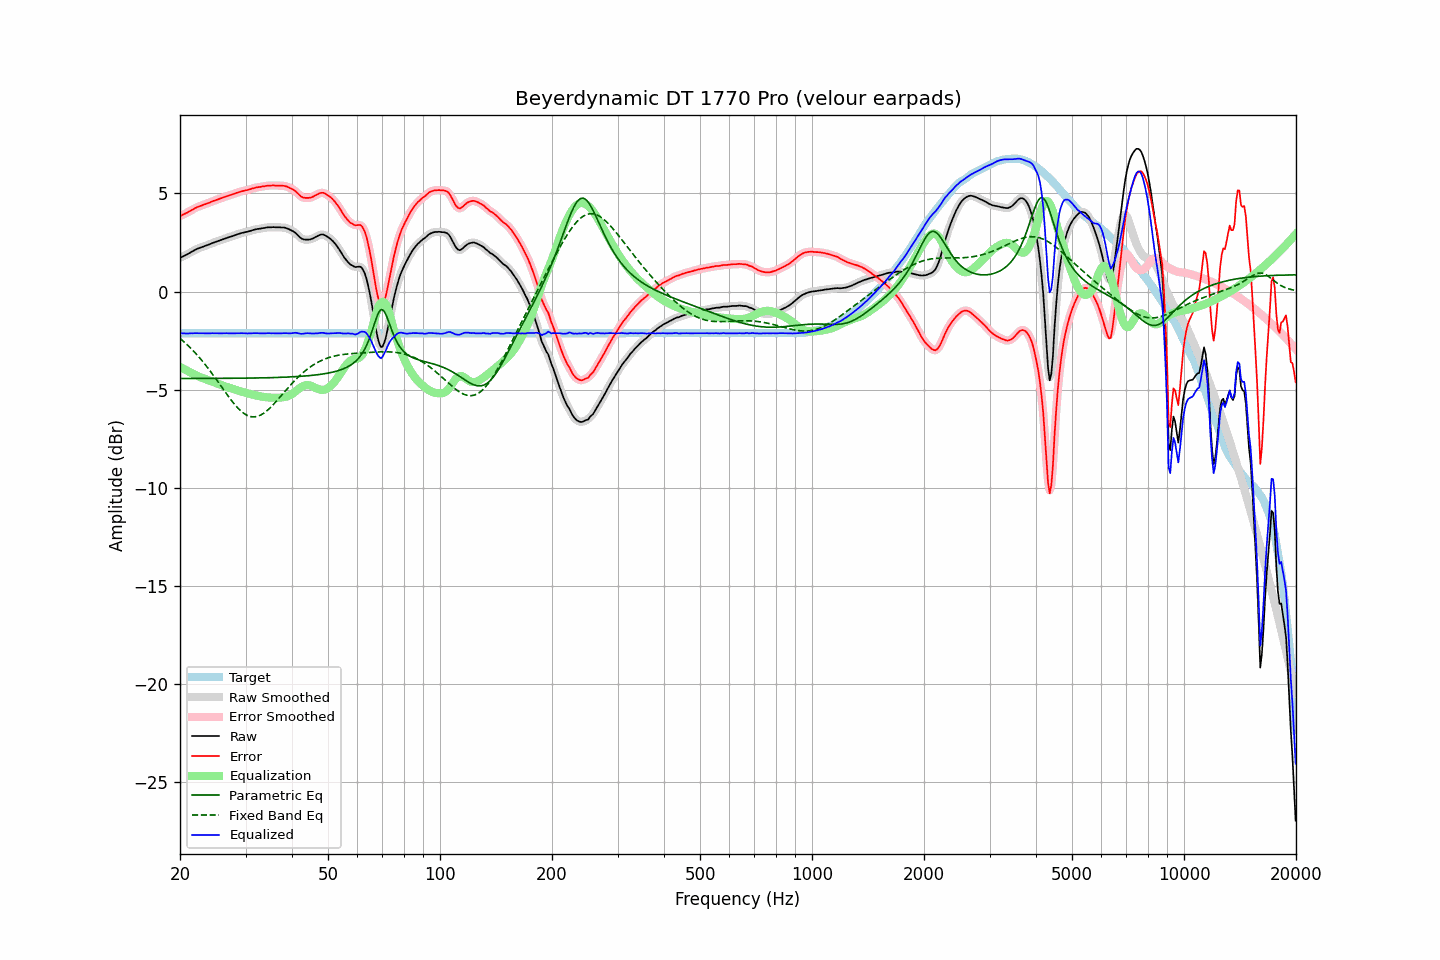 Beyerdynamic DT 1770 Pro (velour earpads)
Amplitude (dBr)
5
0
−5
−10
−15
−20
−25
Target
Raw Smoothed
Error Smoothed
Raw
Error
Equalization
Parametric Eq
Fixed Band Eq
Equalized
20 50 100 200 500 1000 2000 5000 10000 20000
Frequency (Hz)